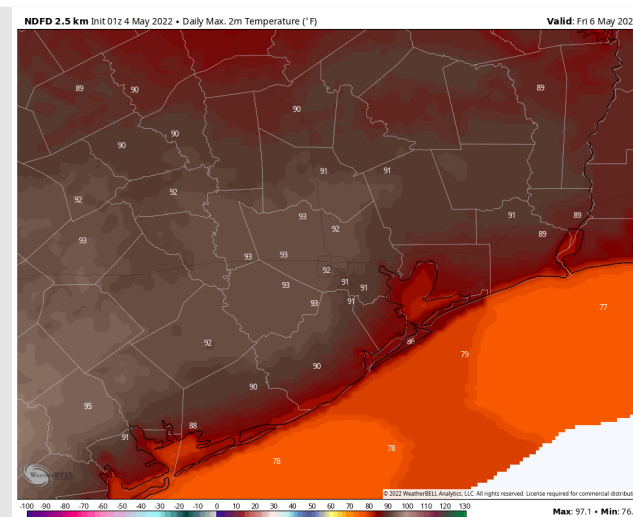 NDFD 2.5 km Init 01z 4 May 2022 • Daily Max. 2m Temperature (°F) Valid: Fri 6 May 202
89 90 89
90
90
90
91 91
92 92
93 91 89
92 89
93
93 93
92
93 91 91
93 91
77
92 86
79
90
90
95
88
91
78
78
WeatherBELL
© 2022 WeatherBELL Analytics, LLC. All rights reserved. License required for commercial distribut
-100 -90 -80 -70 -60 -50 -40 -30 -20 -10 0 10 20 30 40 50 60 70 80 90 100 110 120 130
Max: 97.1 • Min: 76.